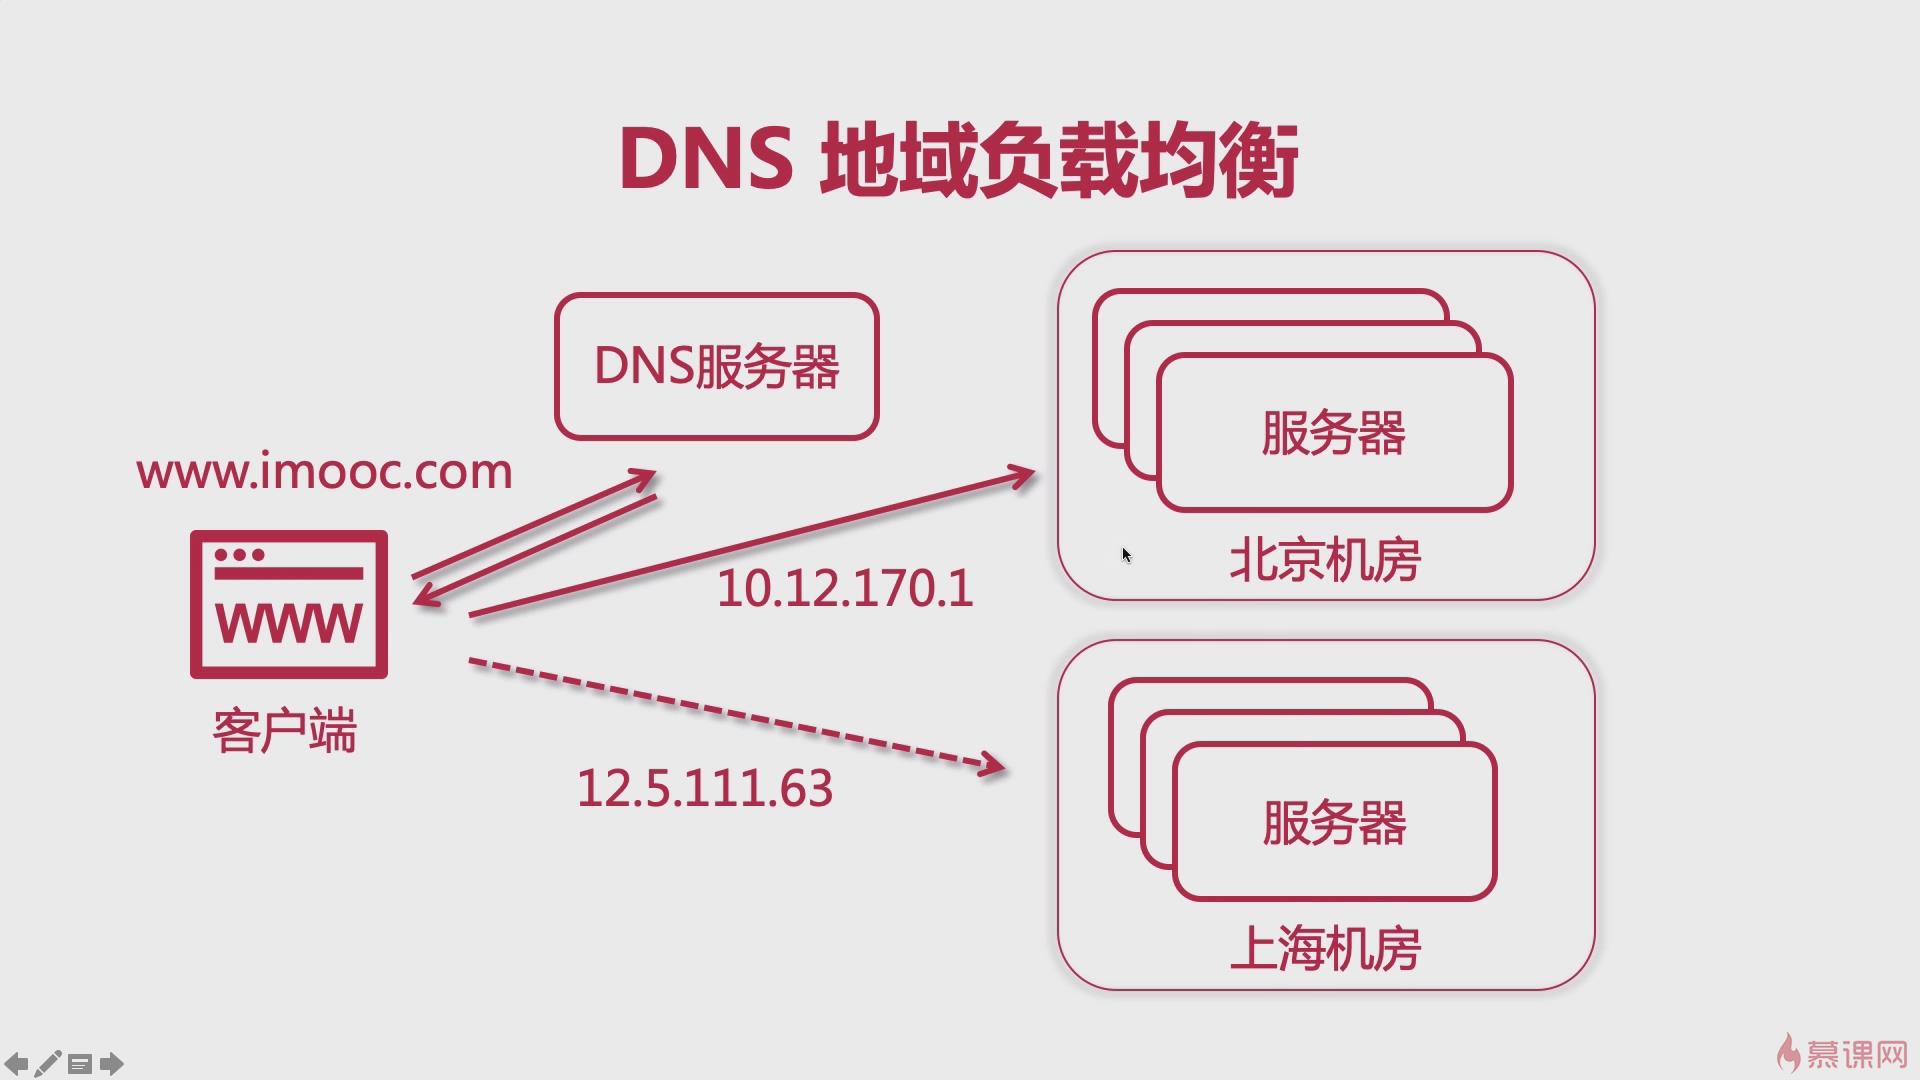 DNS 地域负载均衡
DNS服务器
www.imooc.com
WWW
客户端
10.12.170.1
12.5.111.63
服务器
北京机房
服务器
上海机房
慕课网